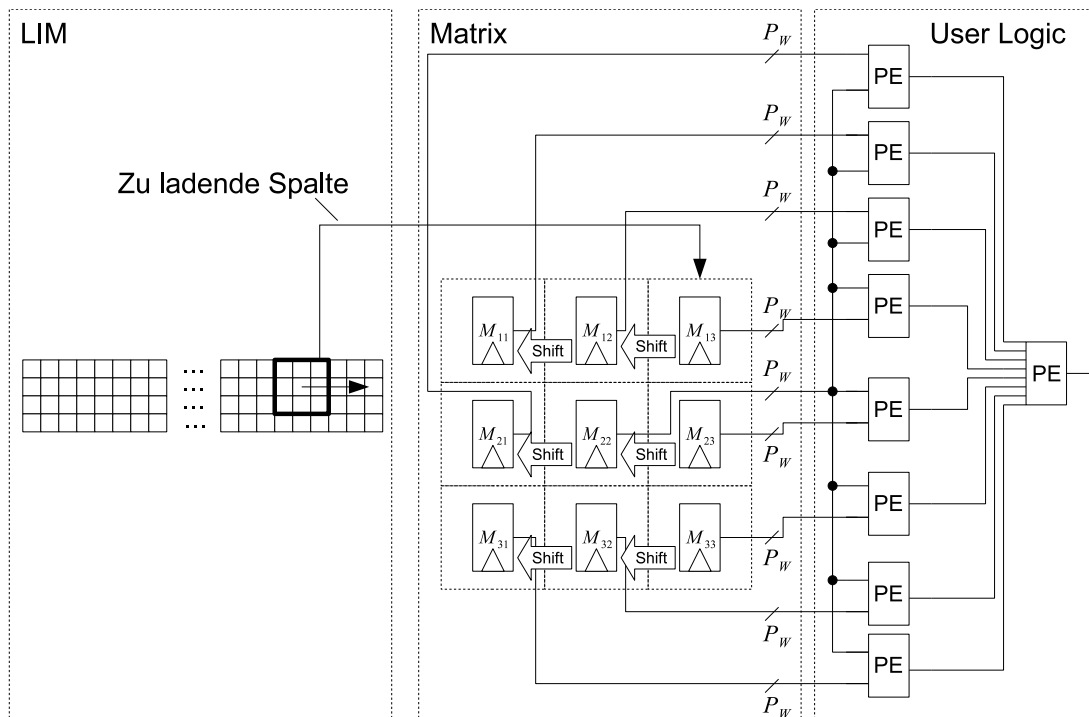 LIM
Matrix
User Logic
P_W
PE
P_W
PE
Zu ladende Spalte
P_W
PE
P_W
PE
M_11
Shift
M_12
Shift
M_13
PE
P_W
PE
.... 
....
....
....
M_21
Shift
M_22
Shift
M_23
P_W
PE
M_31
Shift
M_32
Shift
M_33
P_W
PE
P_W
PE
P_W